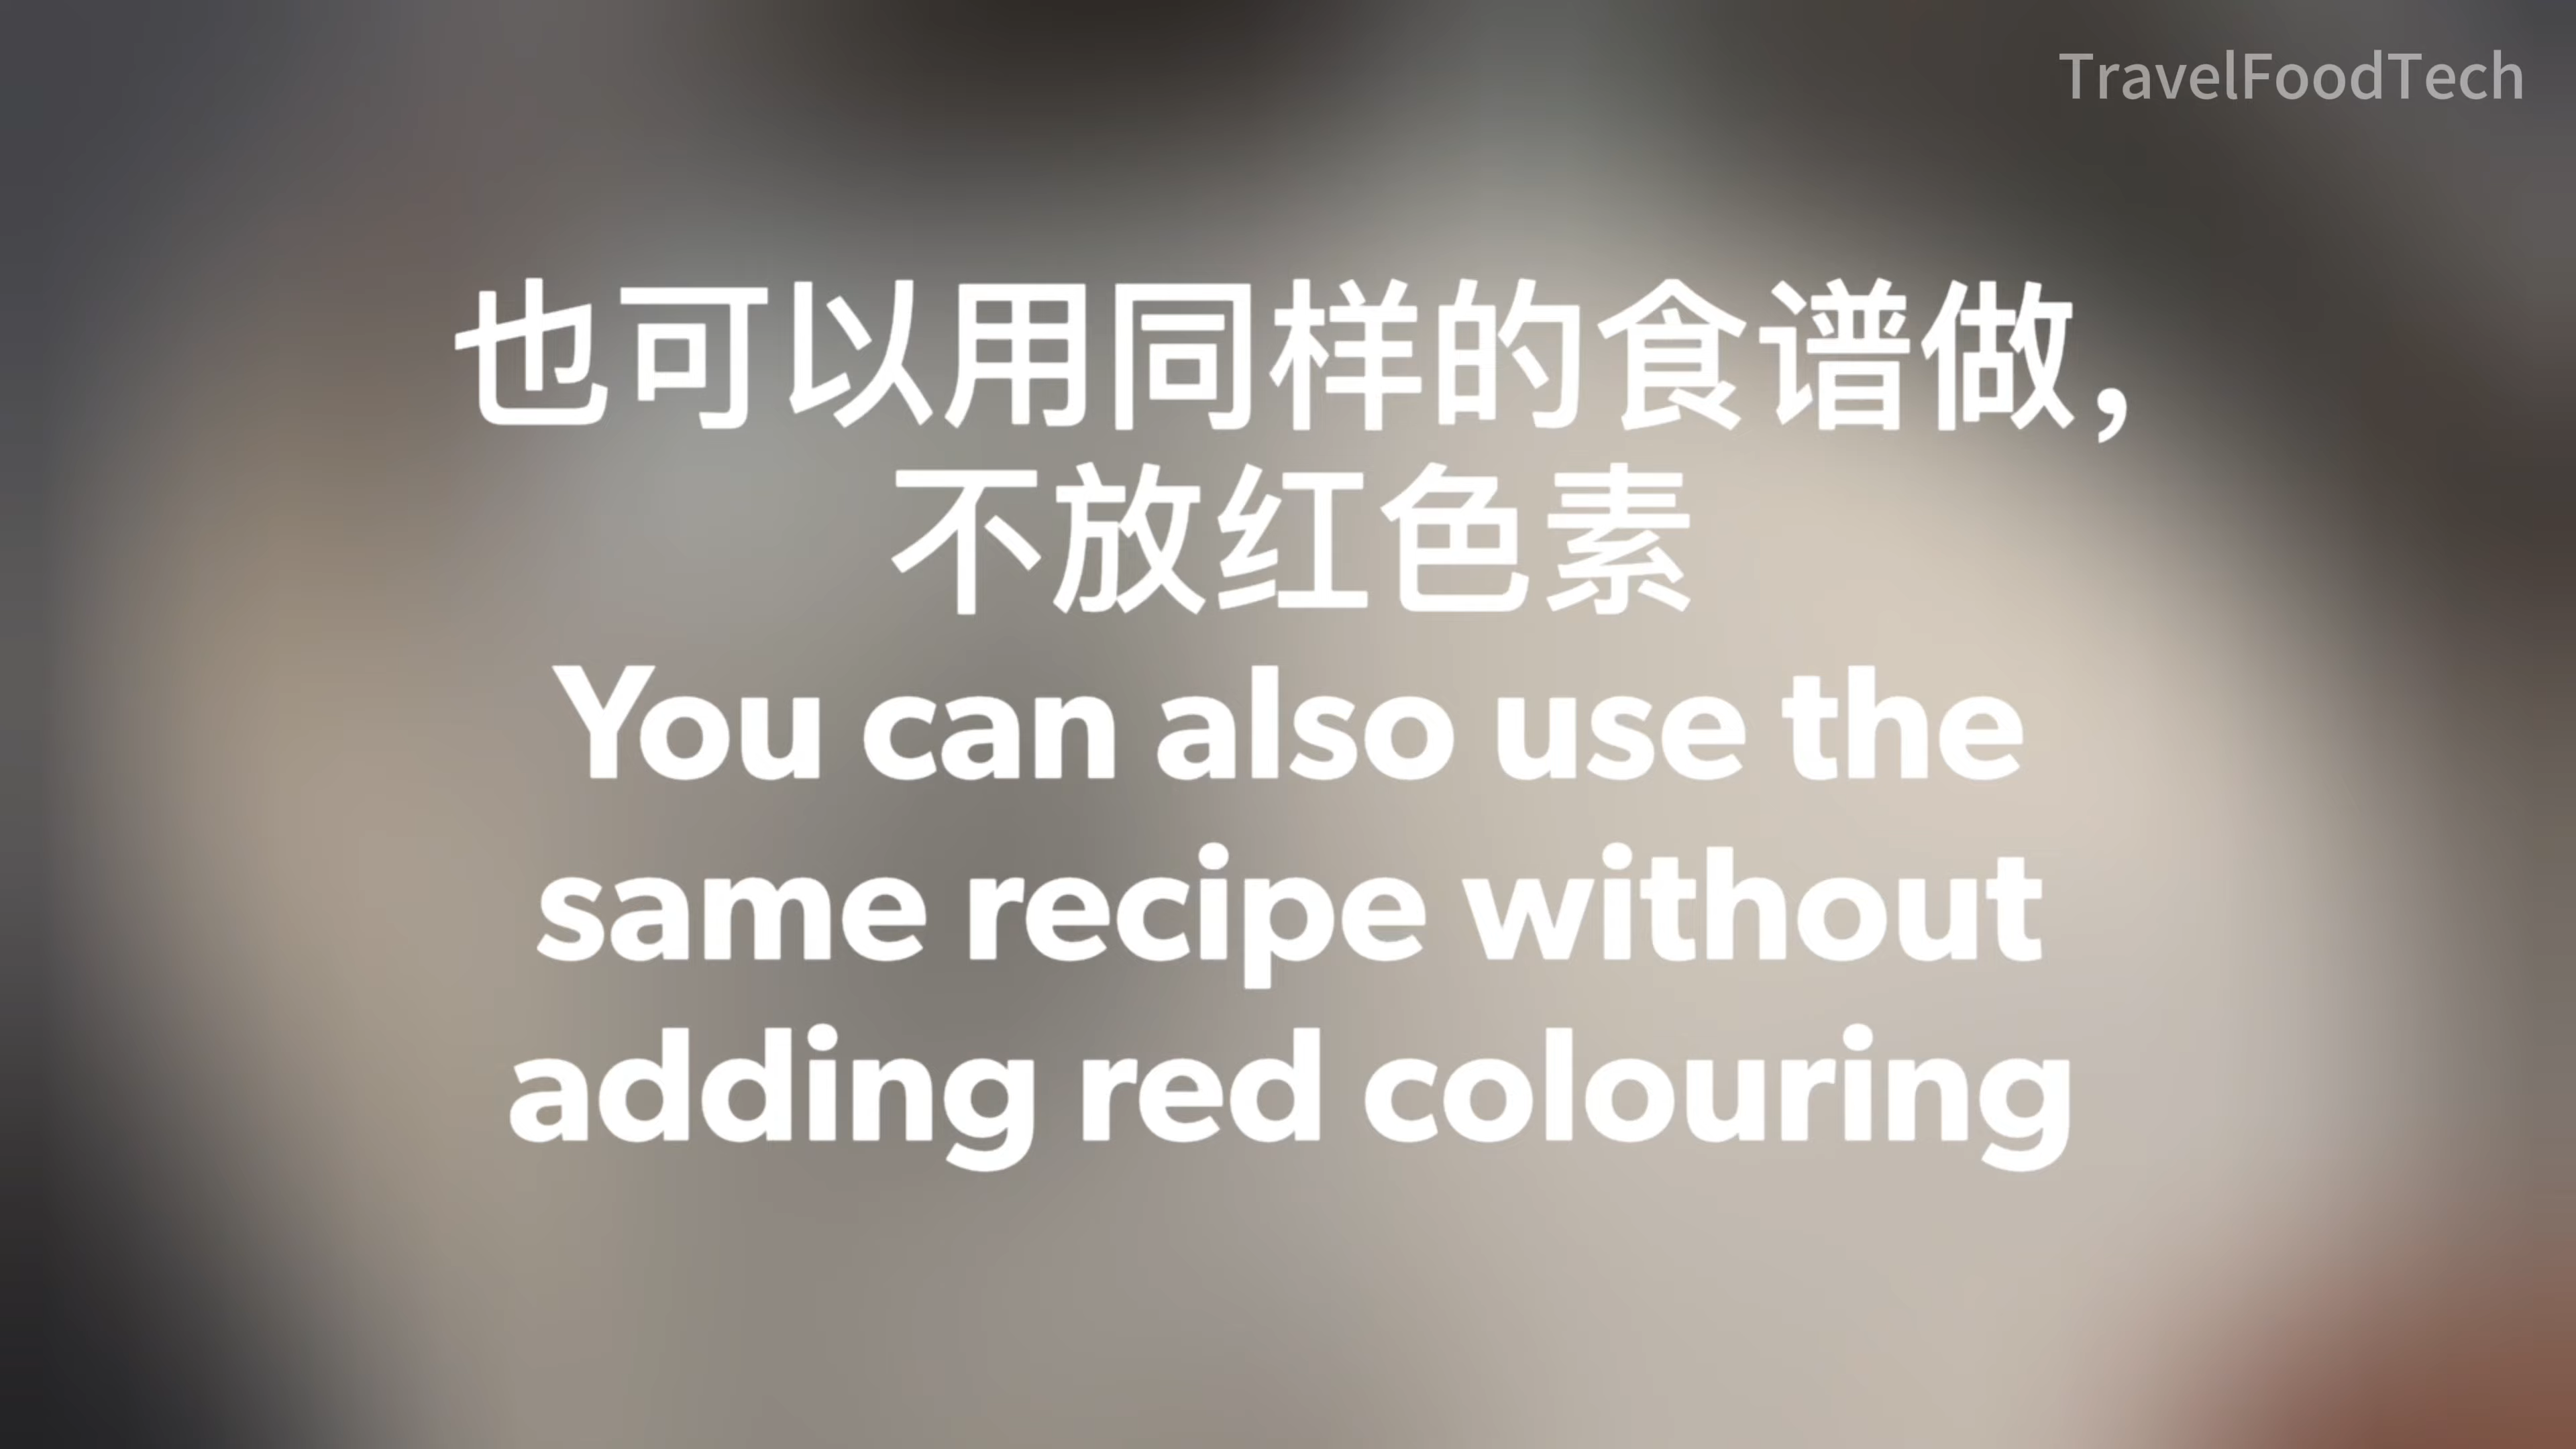 TravelFoodTech
也可以用同样的食谱做，
不放红色素
You can also use the
same recipe without
adding red colouring